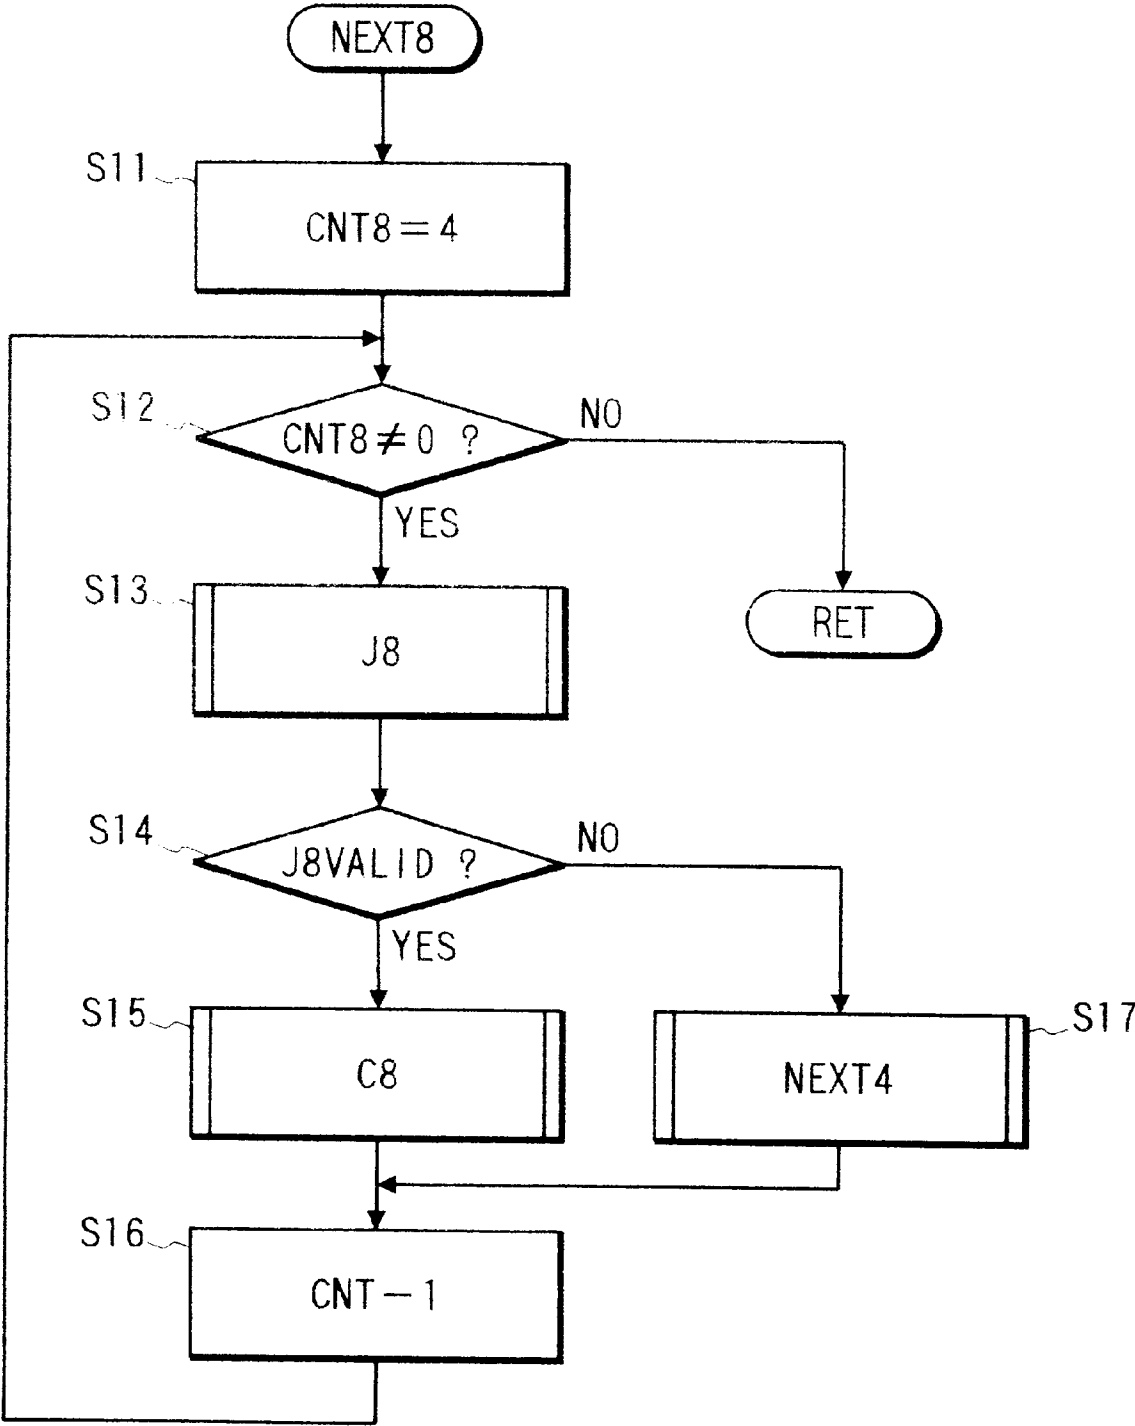 NEXT8
S11
CNT8=4
S12
CNT8≠0 ?
NO
YES
S13
J8
RET
S14
J8VALID ?
NO
YES
S15
C8
S17
NEXT4
S16
CNT-1